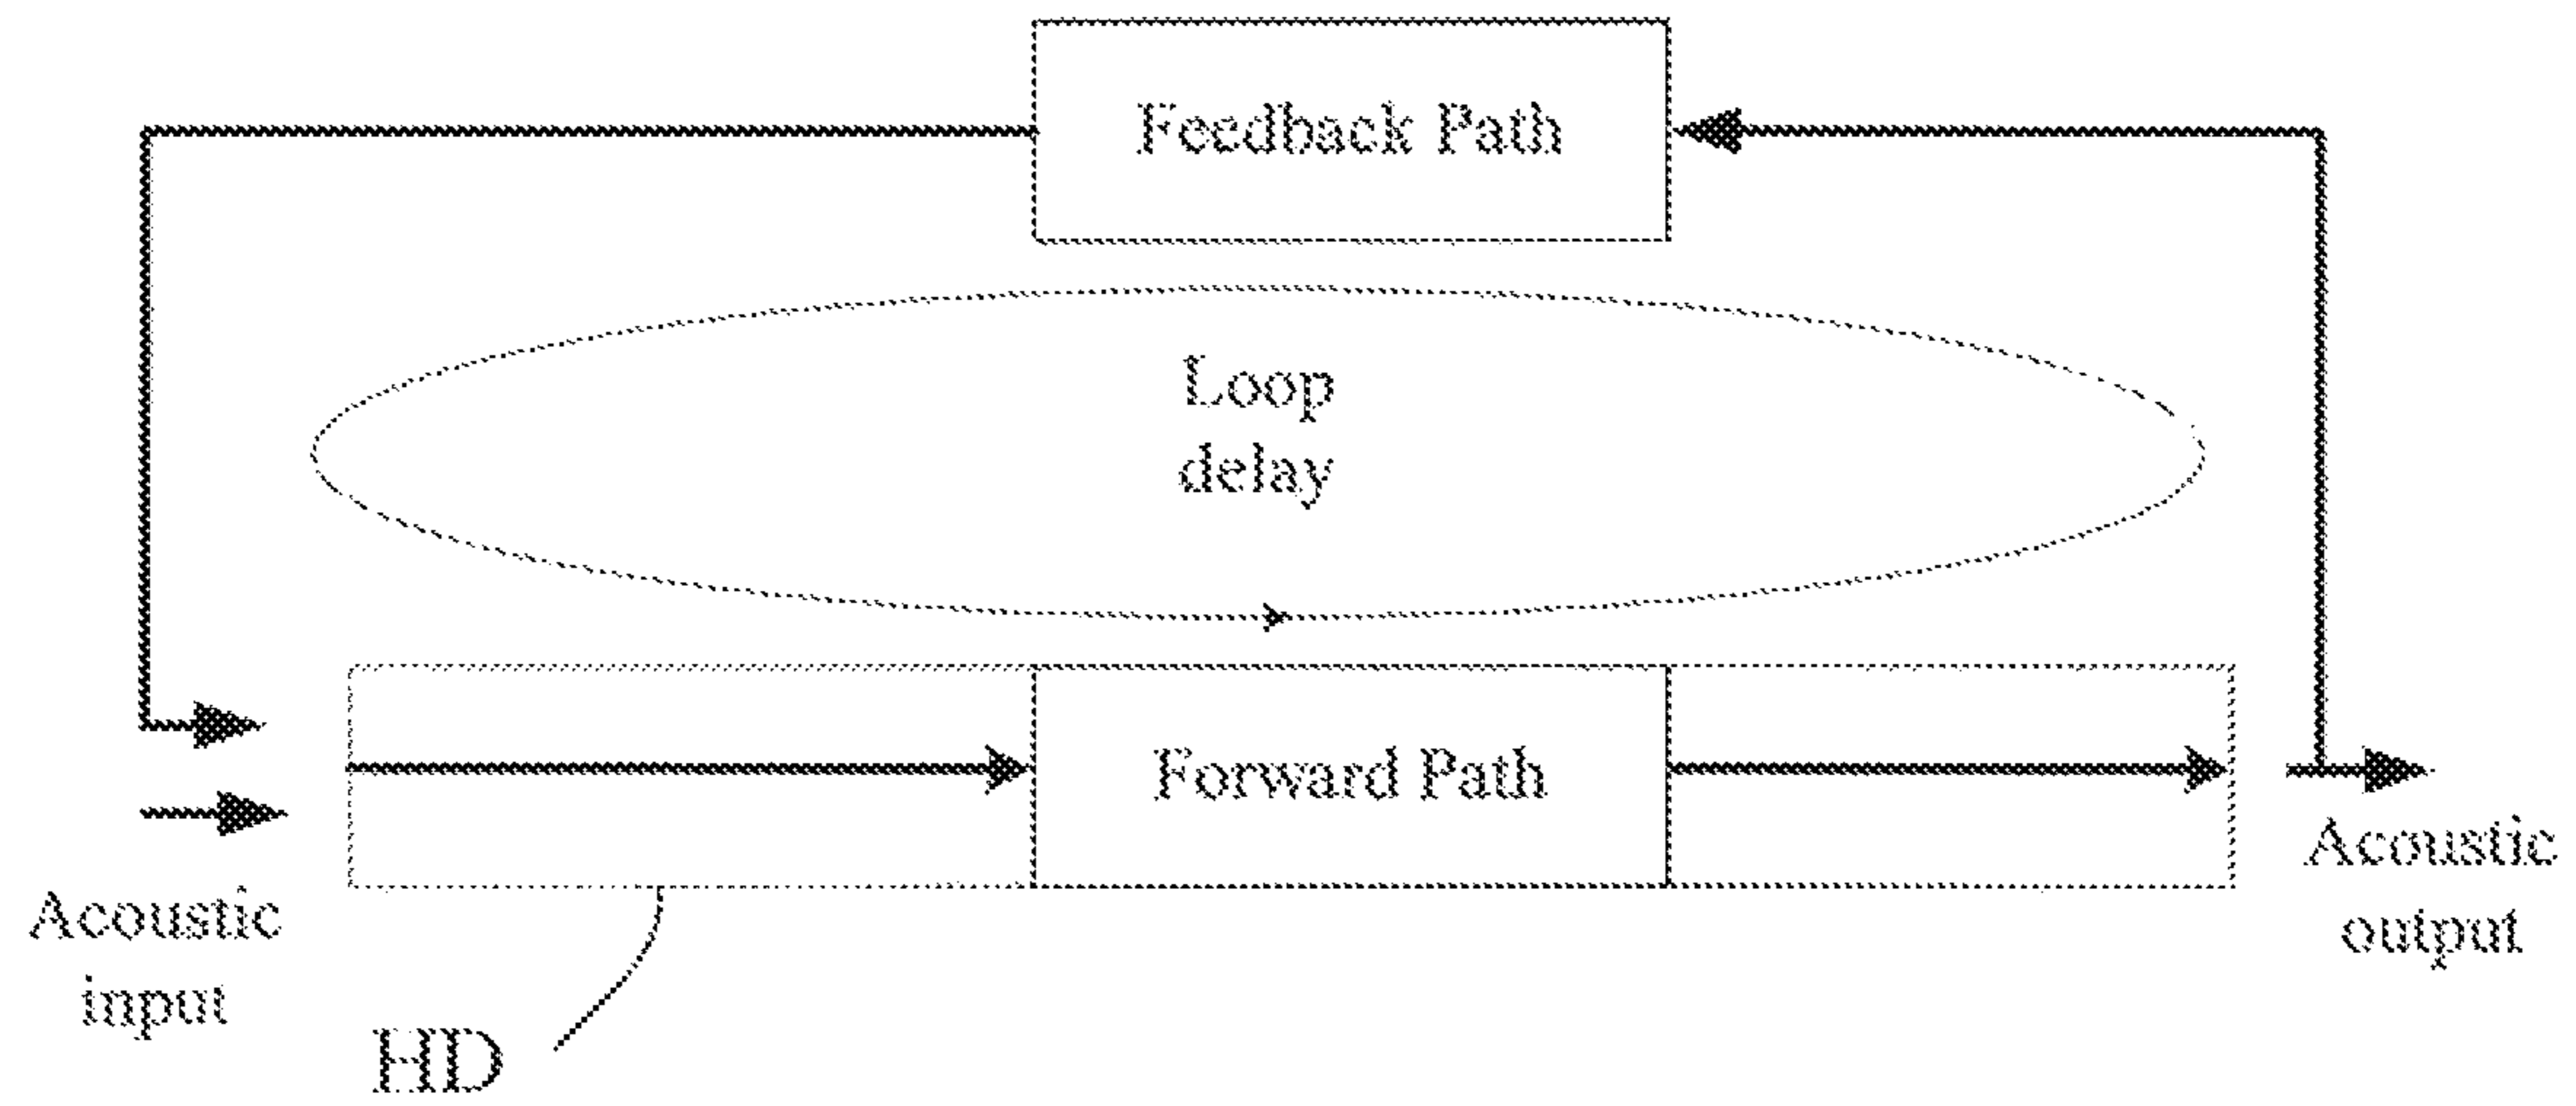 Feedback Path
Loop
delay
Forward Path
Acoustic
input
Acoustic
output
HD